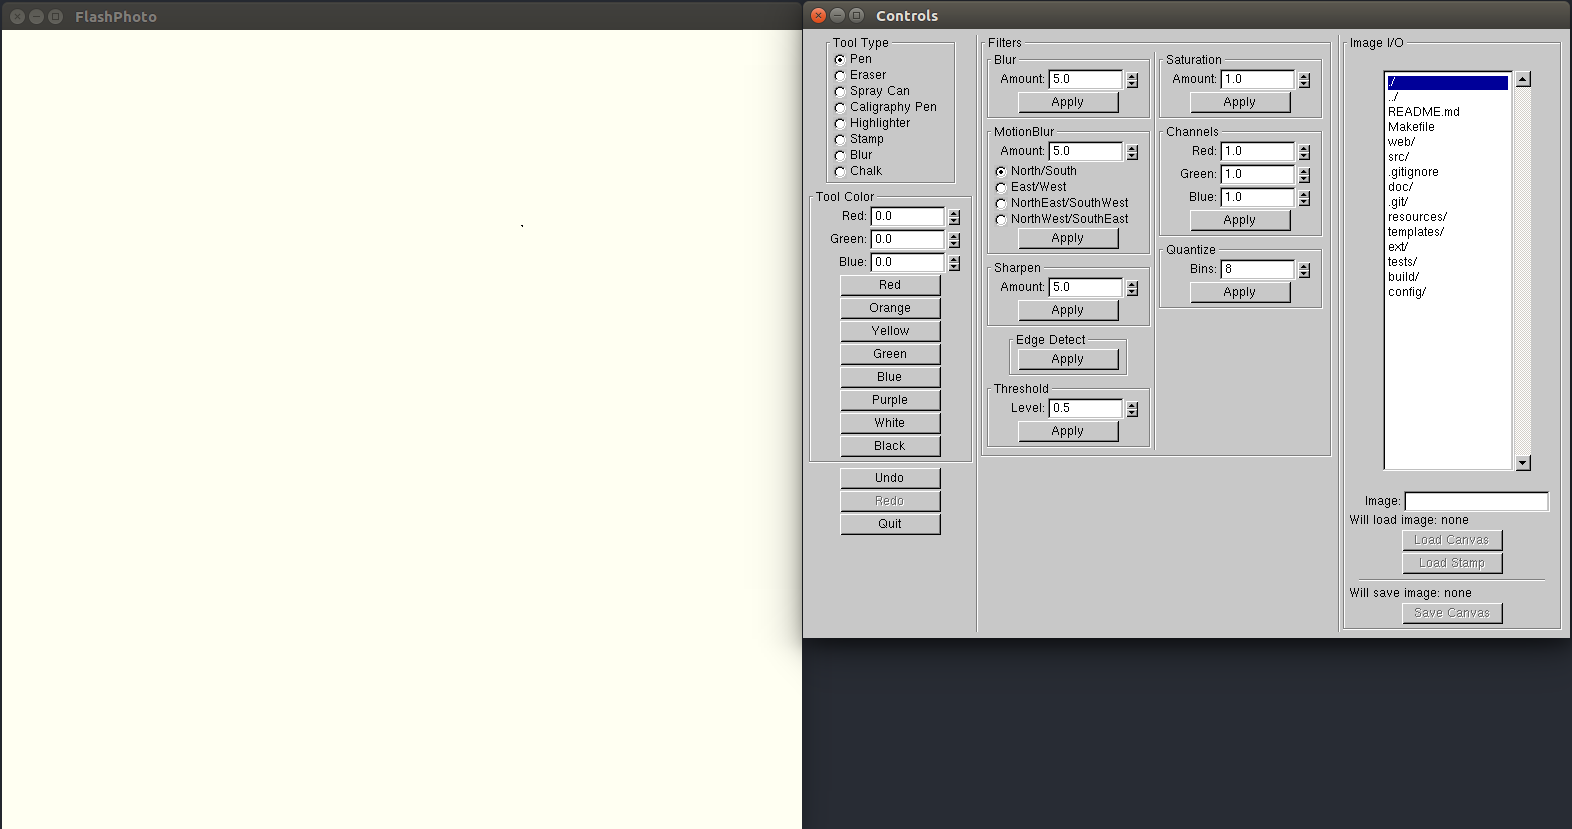 FlashPhoto
Controls
Tool Type
Pen
Eraser
Spray Can
Caligraphy Pen
Highlighter
Stamp
Blur
Chalk
Tool Color
Red: 0.0
Green: 0.0
Blue: 0.0
Red
Orange
Yellow
Green
Blue
Purple
White
Black
Undo
Redo
Quit
Filters
Blur
Amount: 5.0
Apply
MotionBlur
Amount: 5.0
North/South
East/West
NorthEast/SouthWest
NorthWest/SouthEast
Apply
Sharpen
Amount: 5.0
Apply
Edge Detect
Apply
Threshold
Level: 0.5
Apply
Saturation
Amount: 1.0
Apply
Channels
Red: 1.0
Green: 1.0
Blue: 1.0
Apply
Quantize
Bins: 8
Apply
Image I/O
./
../
README.md
Makefile
web/
src/
.gitignore
doc/
.git/
resources/
templates/
ext/
tests/
build/
config/
Image:
Will load image: none
Load Canvas
Load Stamp
Will save image: none
Save Canvas